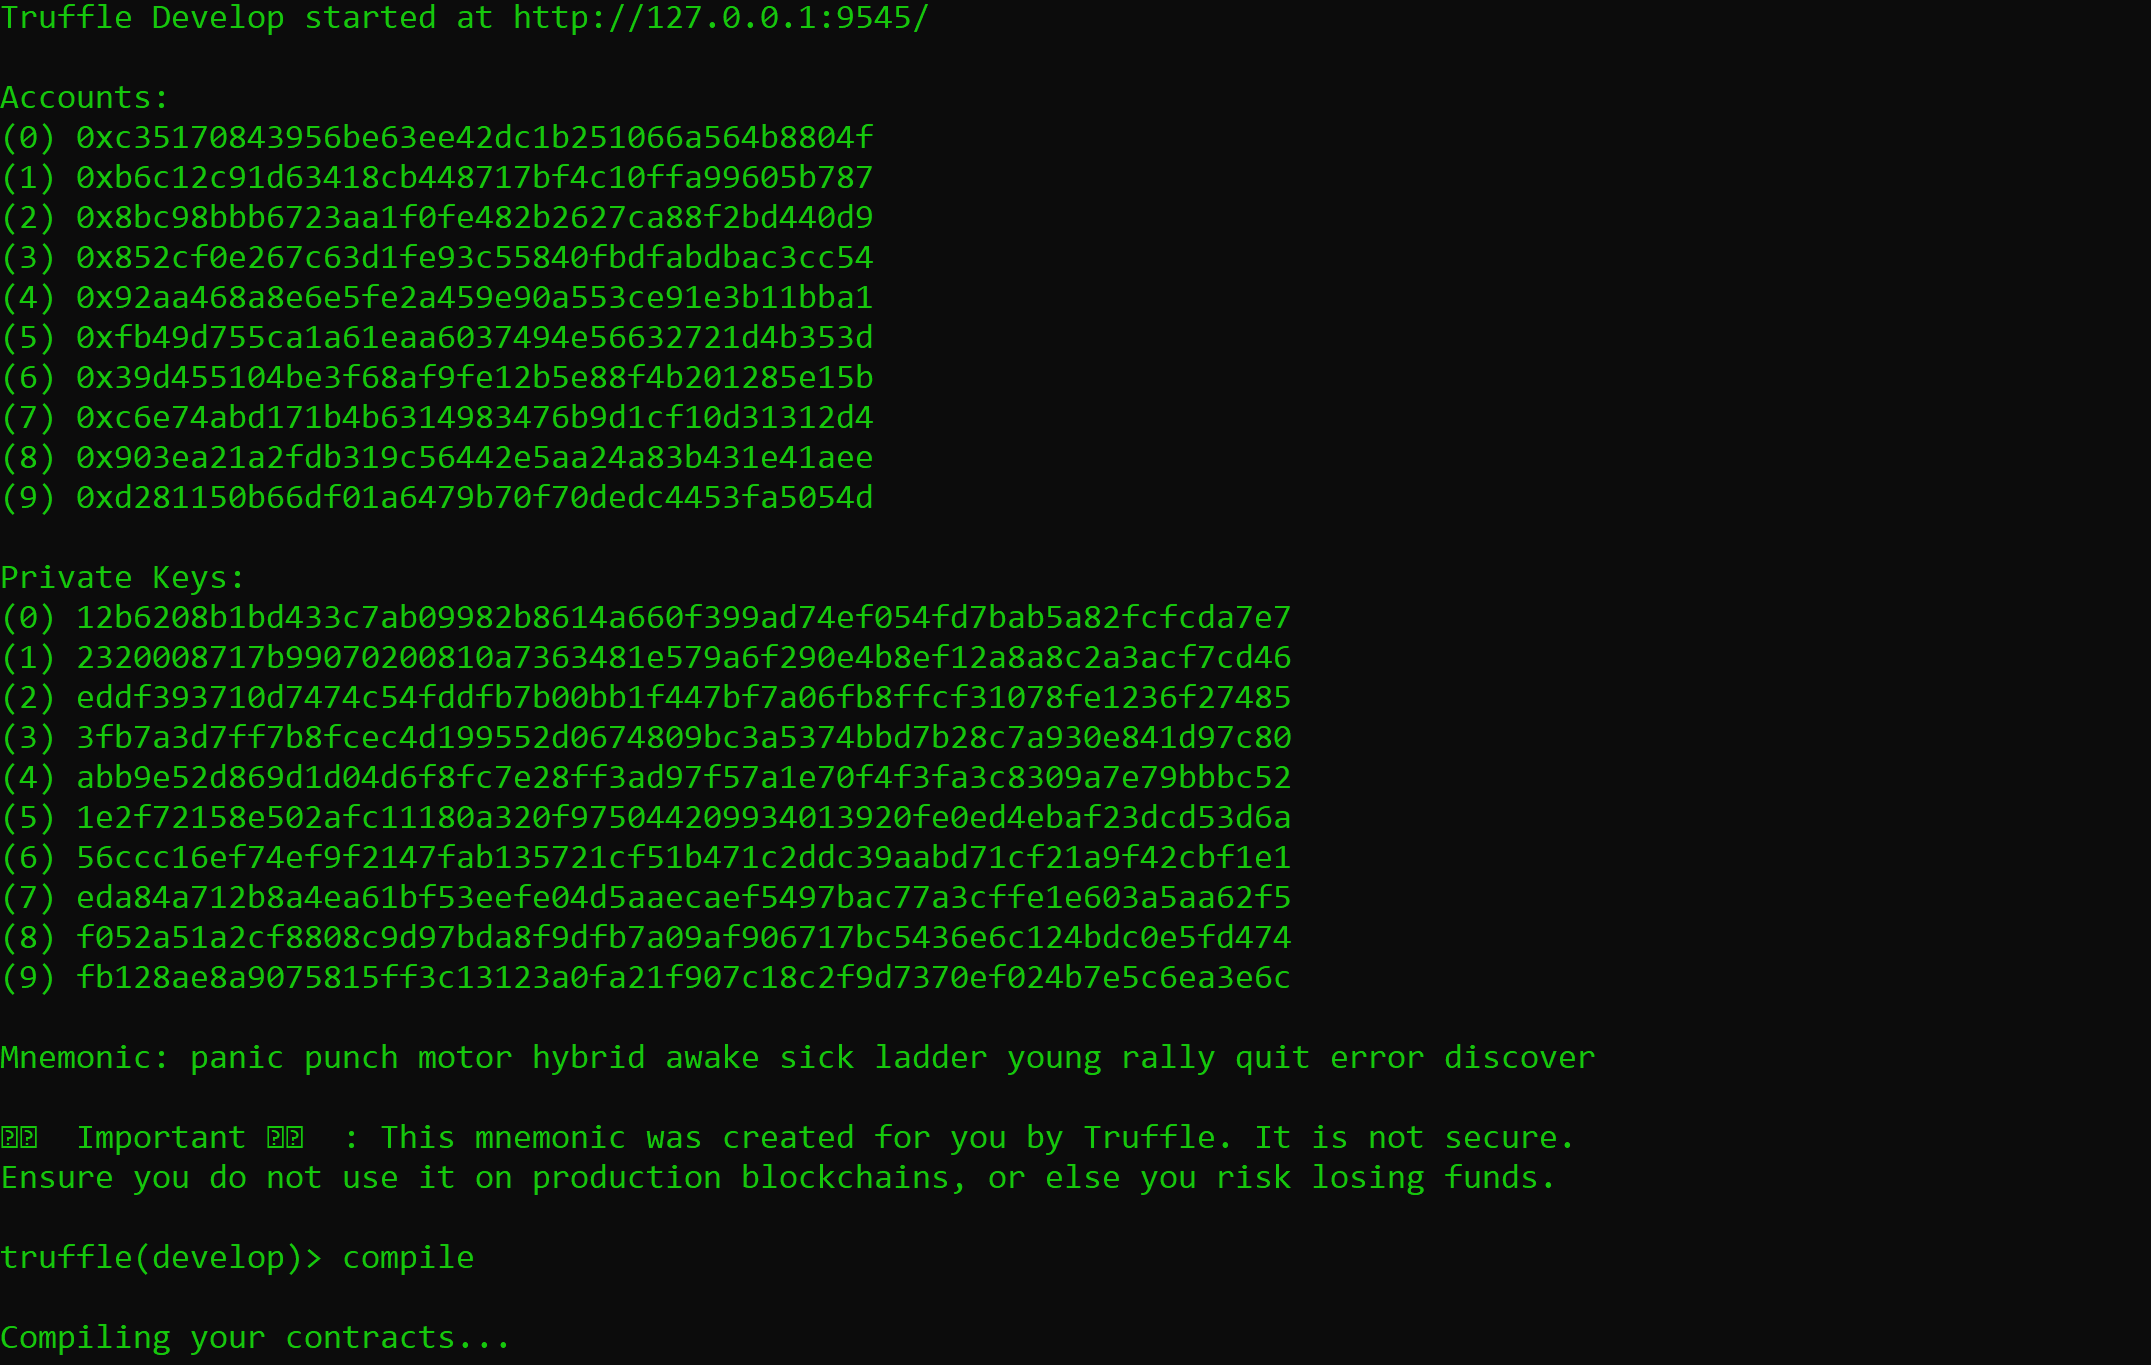 Truffle Develop started at http://127.0.0.1:9545/
Accounts:
(0) 0xc35170843956be63ee42dc1b251066a564b8804f
(1) 0xb6c12c91d63418cb448717bf4c10ffa99605b787
(2) 0x8bc98bbb6723aa1f0fe482b2627ca88f2bd440d9
(3) 0x852cf0e267c63d1fe93c55840fbdfabdbac3cc54
(4) 0x92aa468a8e6e5fe2a459e90a553ce91e3b11bba1
(5) 0xfb49d755ca1a61eaa6037494e56632721d4b353d
(6) 0x39d455104be3f68af9fe12b5e88f4b201285e15b
(7) 0xc6e74abd171b4b6314983476b9d1cf10d31312d4
(8) 0x903ea21a2fdb319c56442e5aa24a83b431e41aee
(9) 0xd281150b66df01a6479b70f70dedc4453fa5054d
Private Keys:
(0) 12b6208b1bd433c7ab09982b8614a660f399ad74ef054fd7bab5a82fcfcda7e7
(1) 2320008717b99070200810a7363481e579a6f290e4b8ef12a8a8c2a3acf7cd46
(2) eddf393710d7474c54fddfb7b00bb1f447bf7a06fb8ffcf31078fe1236f27485
(3) 3fb7a3d7ff7b8fcec4d199552d0674809bc3a5374bbd7b28c7a930e841d97c80
(4) abb9e52d869d1d04d6f8fc7e28ff3ad97f57a1e70f4f3fa3c8309a7e79bbbc52
(5) 1e2f72158e502afc11180a320f975044209934013920fe0ed4ebaf23dcd53d6a
(6) 56ccc16ef74ef9f2147fab135721cf51b471c2ddc39aabd71cf21a9f42cbf1e1
(7) eda84a712b8a4ea61bf53eefe04d5aaecaef5497bac77a3cffe1e603a5aa62f5
(8) f052a51a2cf8808c9d97bda8f9dfb7a09af906717bc5436e6c124bdc0e5fd474
(9) fb128ae8a9075815ff3c13123a0fa21f907c18c2f9d7370ef024b7e5c6ea3e6c
Mnemonic: panic punch motor hybrid awake sick ladder young rally quit error discover
⍰⍰  Important ⍰⍰  : This mnemonic was created for you by Truffle. It is not secure.
Ensure you do not use it on production blockchains, or else you risk losing funds.
truffle(develop)> compile
Compiling your contracts...